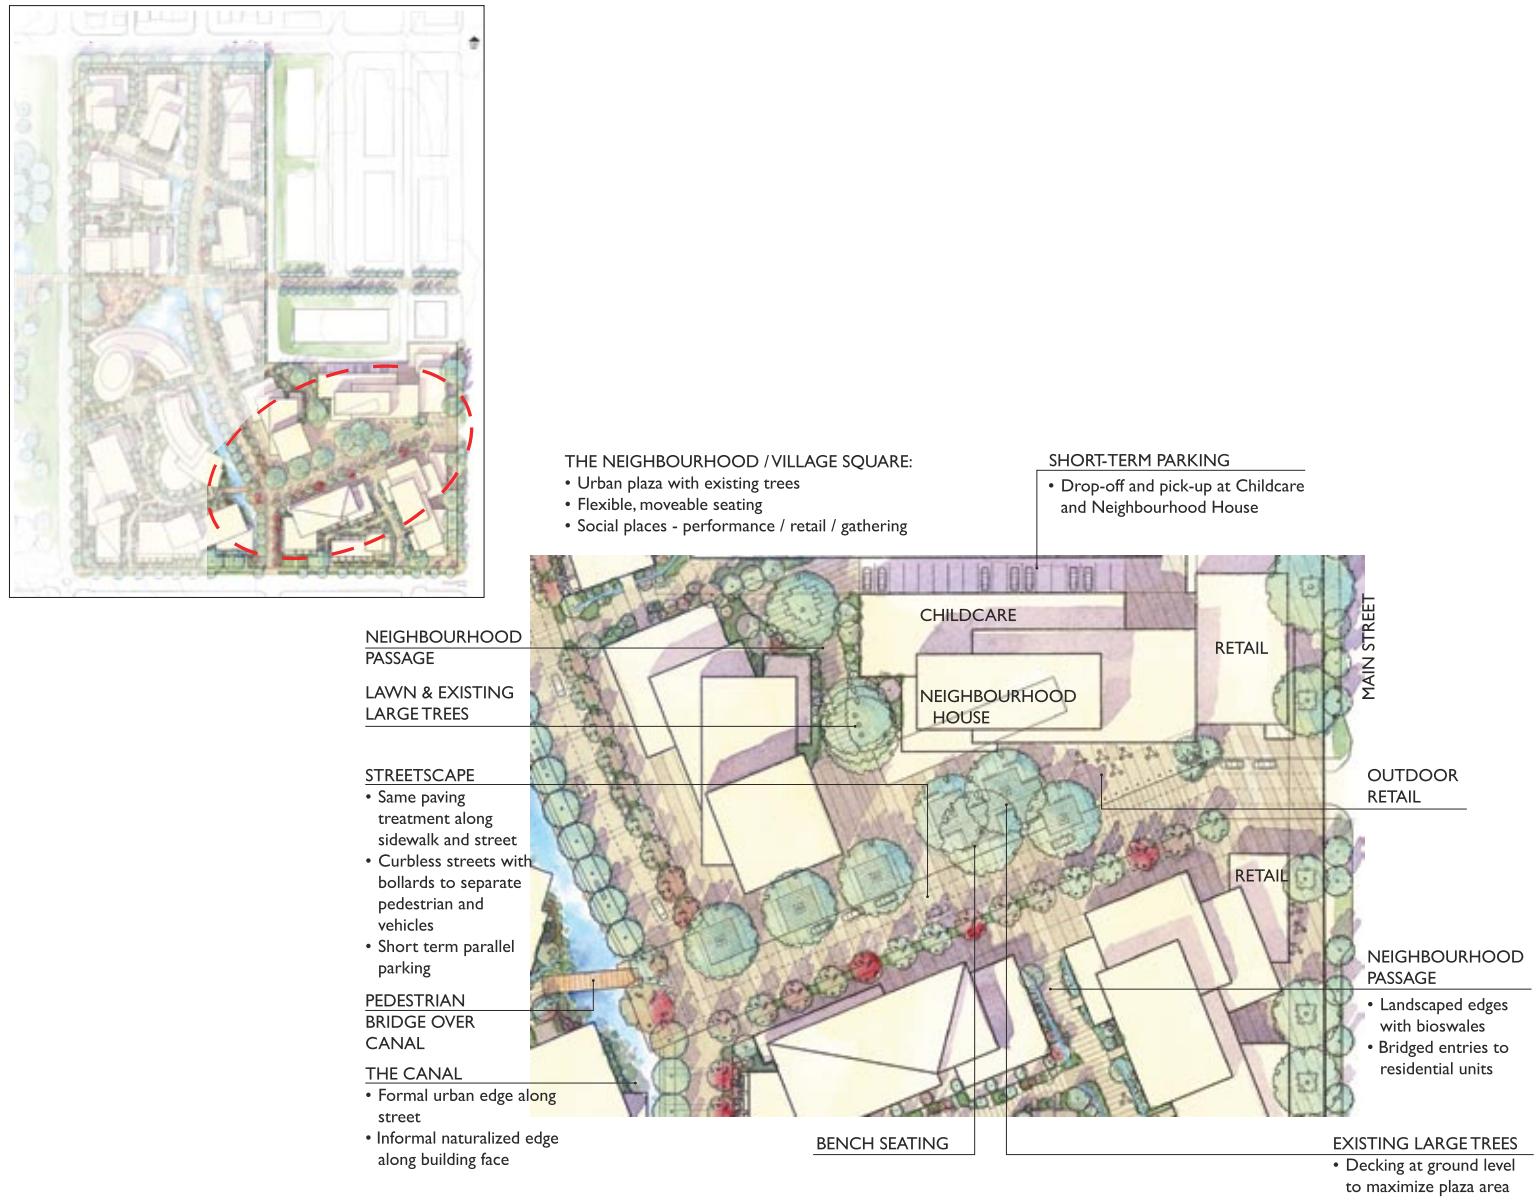 THE NEIGHBOURHOOD / VILLAGE SQUARE:
• Urban plaza with existing trees
• Flexible, moveable seating
• Social places - performance / retail / gathering
SHORT-TERM PARKING
• Drop-off and pick-up at Childcare
and Neighbourhood House
CHILDCARE
RETAIL
MAIN STREET
NEIGHBOURHOOD
HOUSE
NEIGHBOURHOOD
PASSAGE
LAWN & EXISTING
LARGE TREES
STREETSCAPE
• Same paving
treatment along
sidewalk and street
• Curbless streets with
bollards to separate
pedestrian and
vehicles
• Short term parallel
parking
PEDESTRIAN
BRIDGE OVER
CANAL
THE CANAL
• Formal urban edge along
street
• Informal naturalized edge
along building face
OUTDOOR
RETAIL
RETAIL
NEIGHBOURHOOD
PASSAGE
• Landscaped edges
with bioswales
• Bridged entries to
residential units
BENCH SEATING
EXISTING LARGE TREES
• Decking at ground level
to maximize plaza area